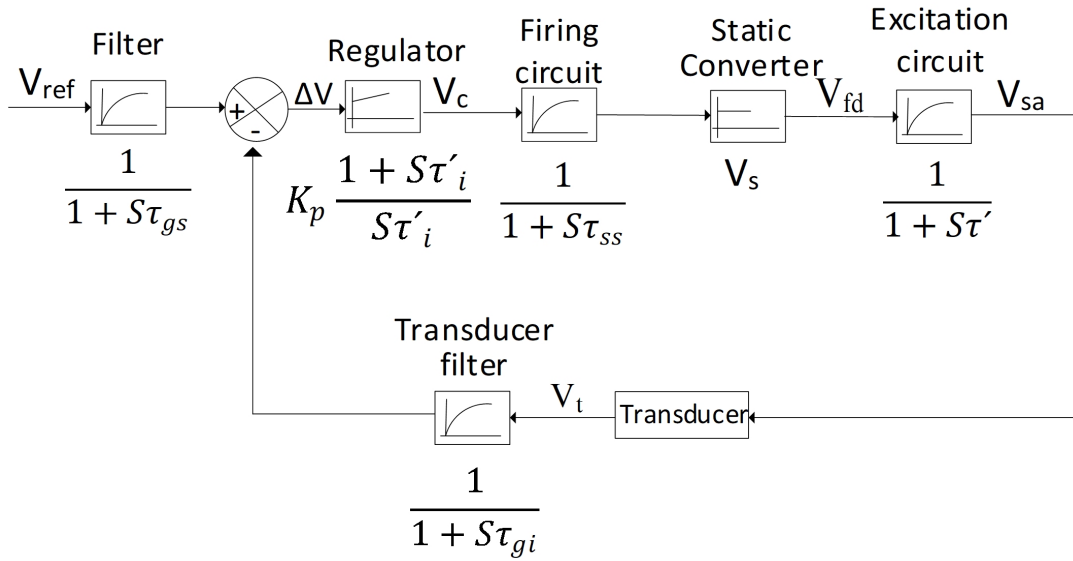 Filter
Regulator
Firing
circuit
Static
Converter
Excitation
circuit
V_ref
+
-
ΔV
V_c
V_fd
V_sa
1
1 + Sτ_gs
K_p
1 + Sτ′_i
Sτ′_i
1
1 + Sτ_ss
V_s
1
1 + Sτ′
Transducer
filter
V_t
Transducer
1
1 + Sτ_gi